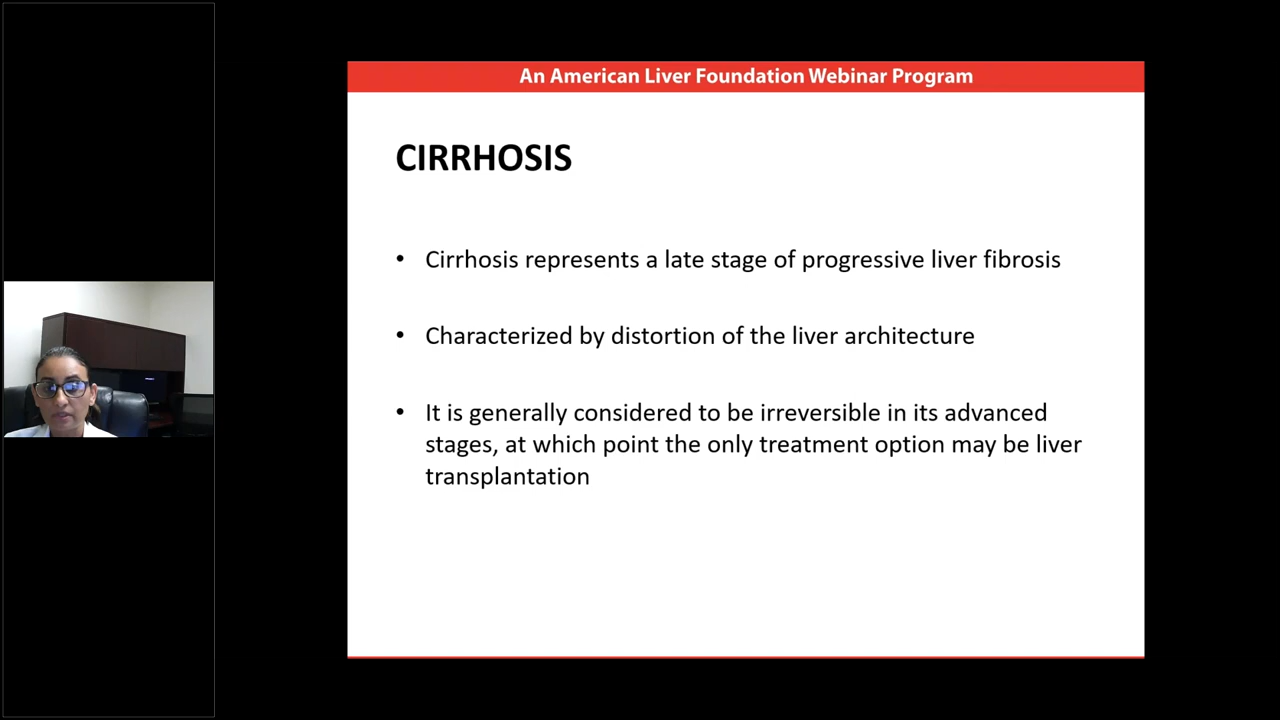 An American Liver Foundation Webinar Program
CIRRHOSIS
• Cirrhosis represents a late stage of progressive liver fibrosis
• Characterized by distortion of the liver architecture
• It is generally considered to be irreversible in its advanced
stages, at which point the only treatment option may be liver
transplantation